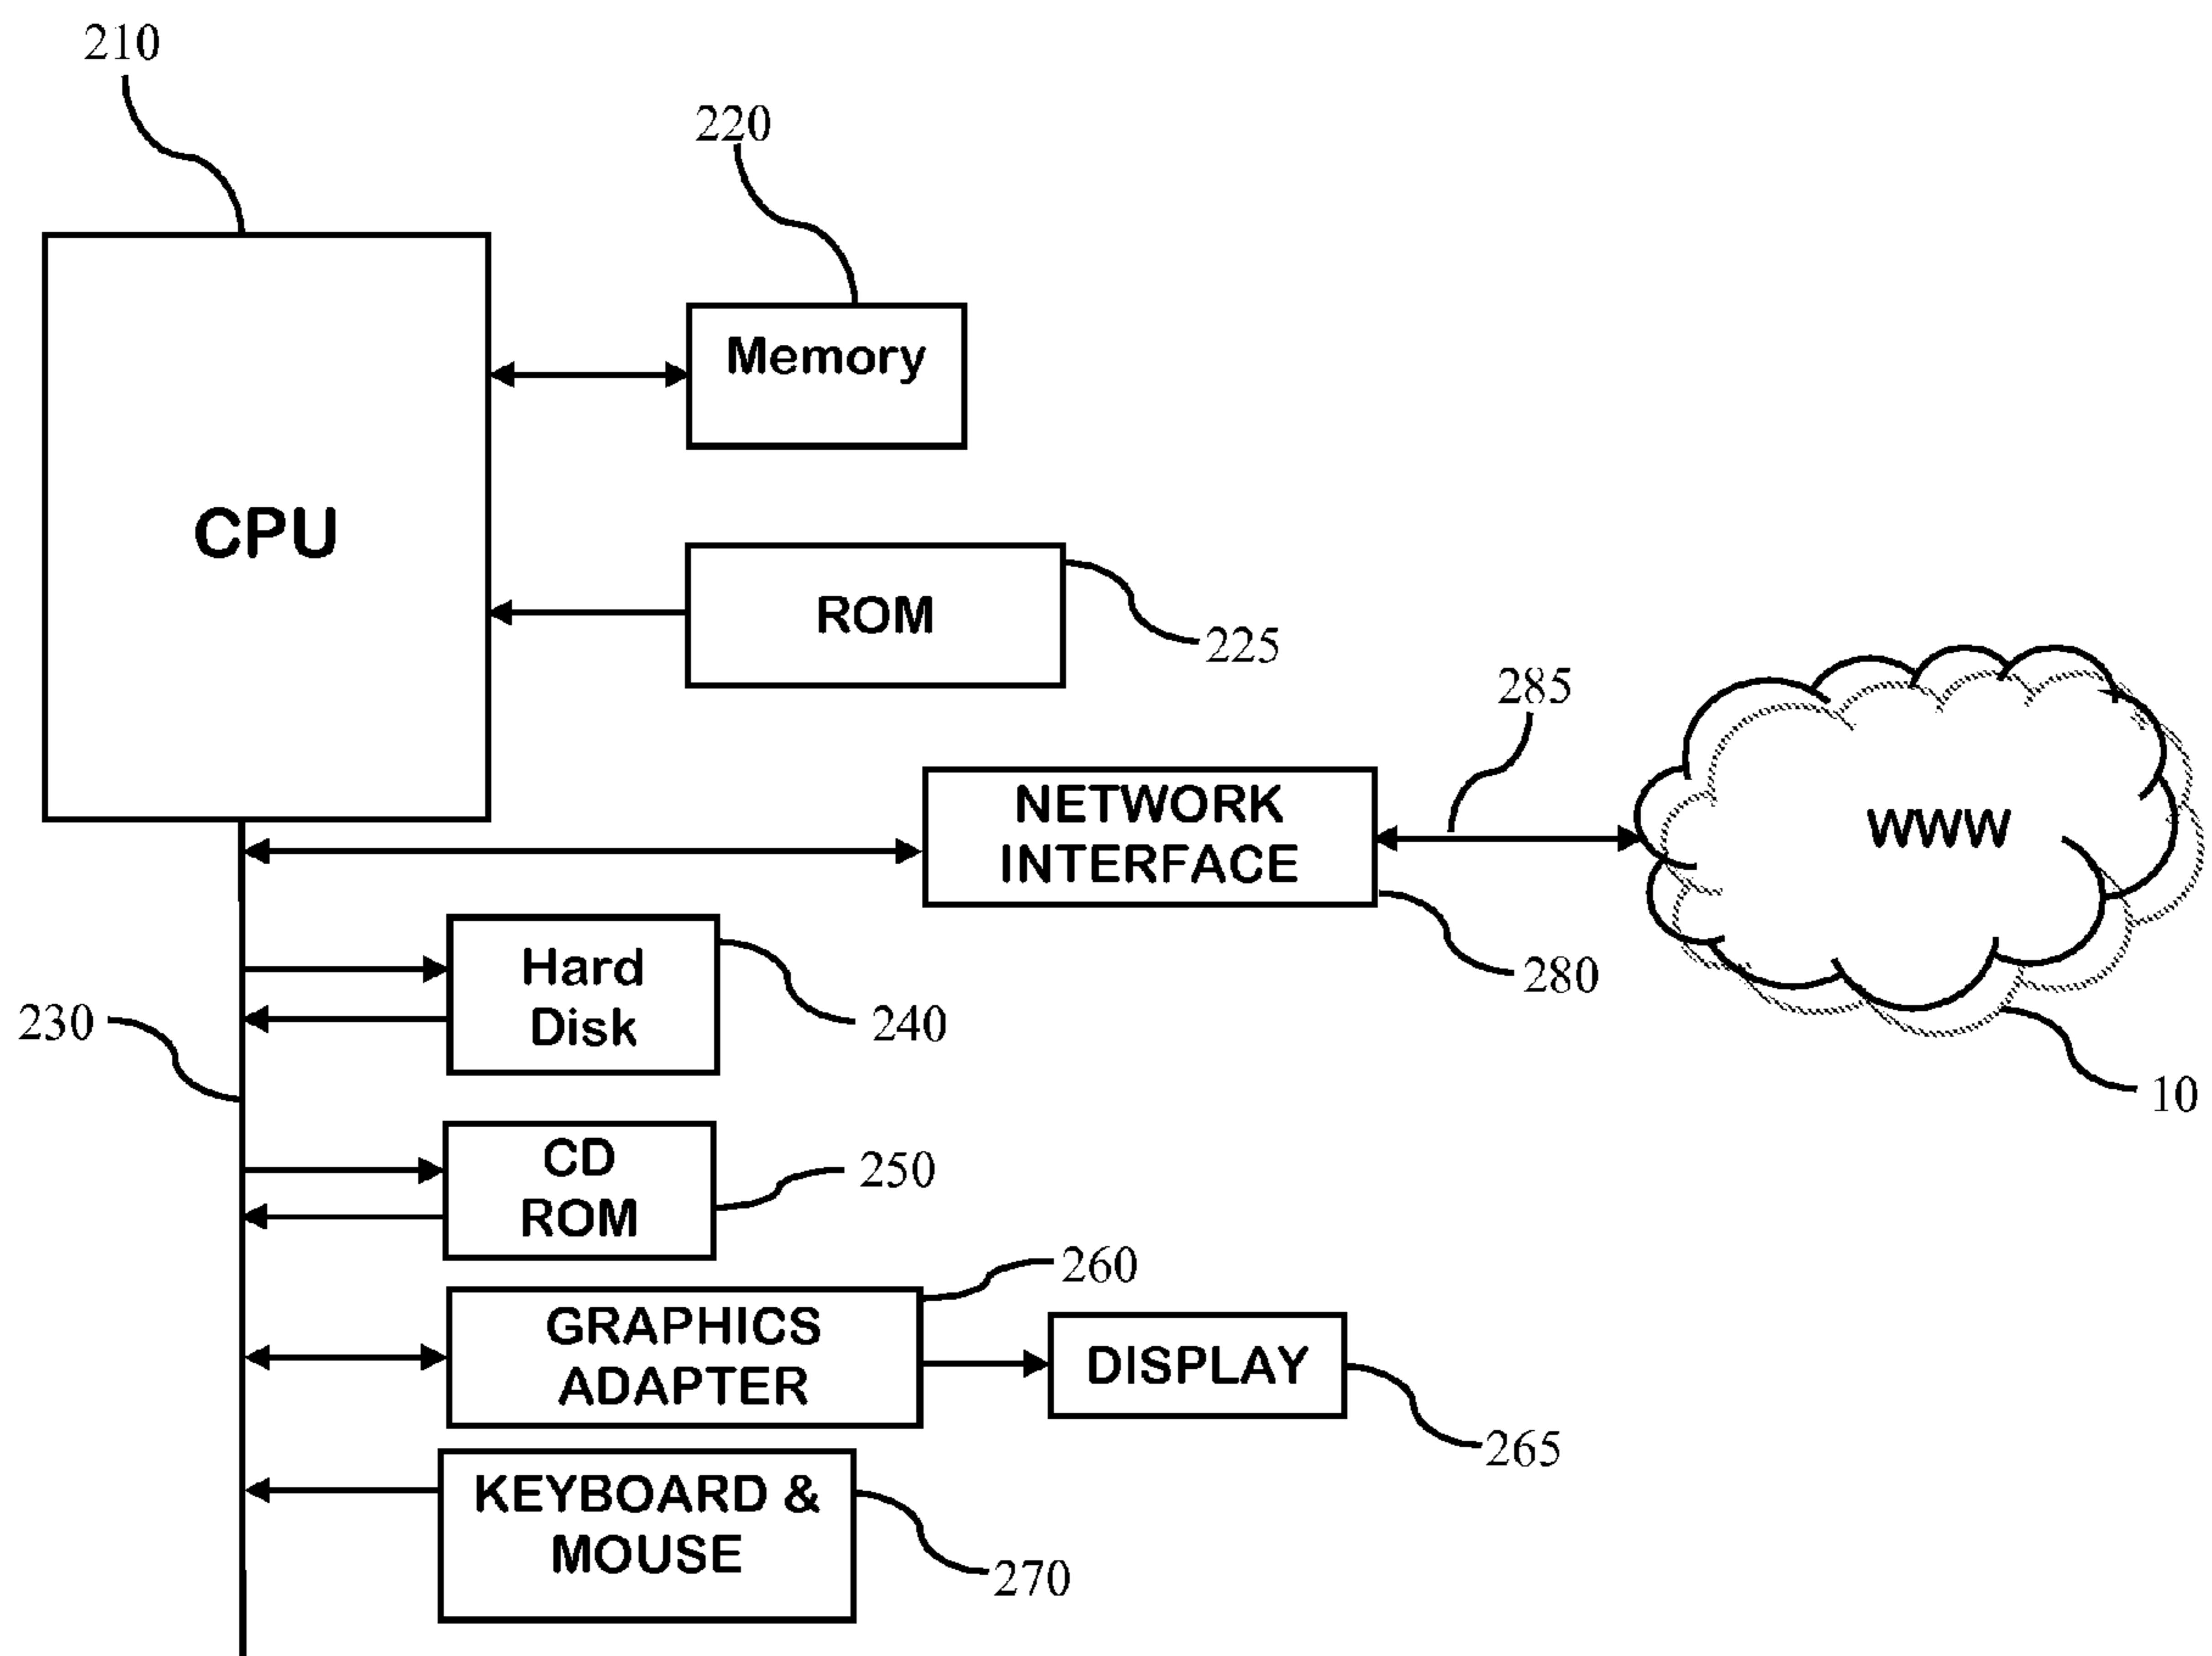 210
220
Memory
CPU
ROM
225
285
NETWORK
INTERFACE
WWW
280
Hard
Disk
230
240
10
CD
ROM
250
260
GRAPHICS
ADAPTER
DISPLAY
265
KEYBOARD &
MOUSE
270